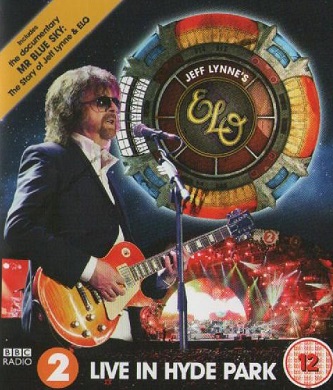 includes
the documentary
MR BLUE SKY:
The story of Jeff Lynne & ELO
JEFF LYNNE'S
ELO
2
BBC
RADIO
2
LIVE IN HYDE PARK
12